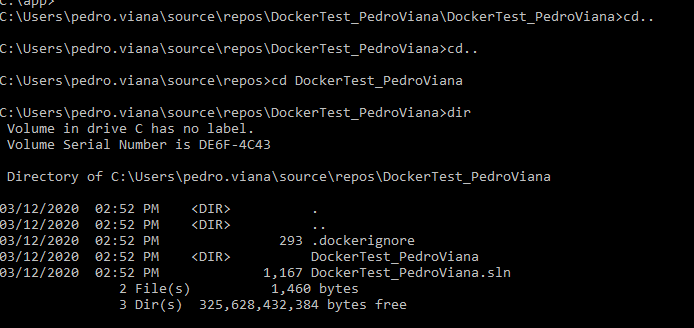 C:\app>
C:\Users\pedro.viana\source\repos\DockerTest_PedroViana\DockerTest_PedroViana>cd..
C:\Users\pedro.viana\source\repos\DockerTest_PedroViana>cd..
C:\Users\pedro.viana\source\repos>cd DockerTest_PedroViana
C:\Users\pedro.viana\source\repos\DockerTest_PedroViana>dir
 Volume in drive C has no label.
 Volume Serial Number is DE6F-4C43
 Directory of C:\Users\pedro.viana\source\repos\DockerTest_PedroViana
03/12/2020  02:52 PM    <DIR>          .
03/12/2020  02:52 PM    <DIR>          ..
03/12/2020  02:52 PM               293 .dockerignore
03/12/2020  02:52 PM    <DIR>          DockerTest_PedroViana
03/12/2020  02:52 PM             1,167 DockerTest_PedroViana.sln
               2 File(s)          1,460 bytes
               3 Dir(s)  325,628,432,384 bytes free